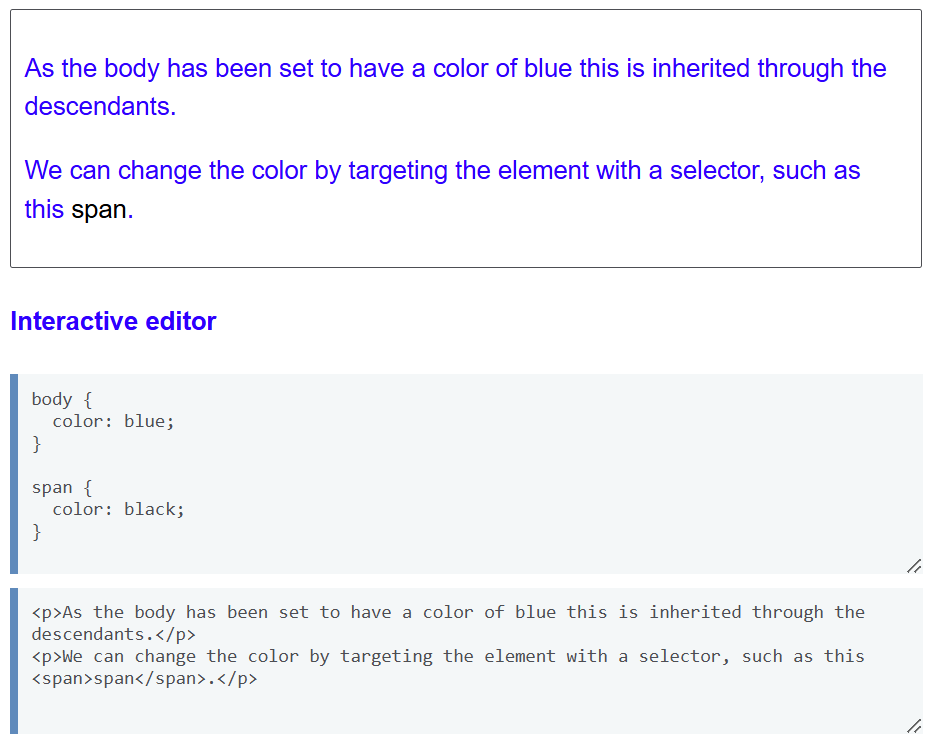 As the body has been set to have a color of blue this is inherited through the
descendants.
We can change the color by targeting the element with a selector, such as
this span.
Interactive editor
body {
  color: blue;
}
span {
  color: black;
}
<p>As the body has been set to have a color of blue this is inherited through the
descendants.</p>
<p>We can change the color by targeting the element with a selector, such as this
<span>span</span>.</p>